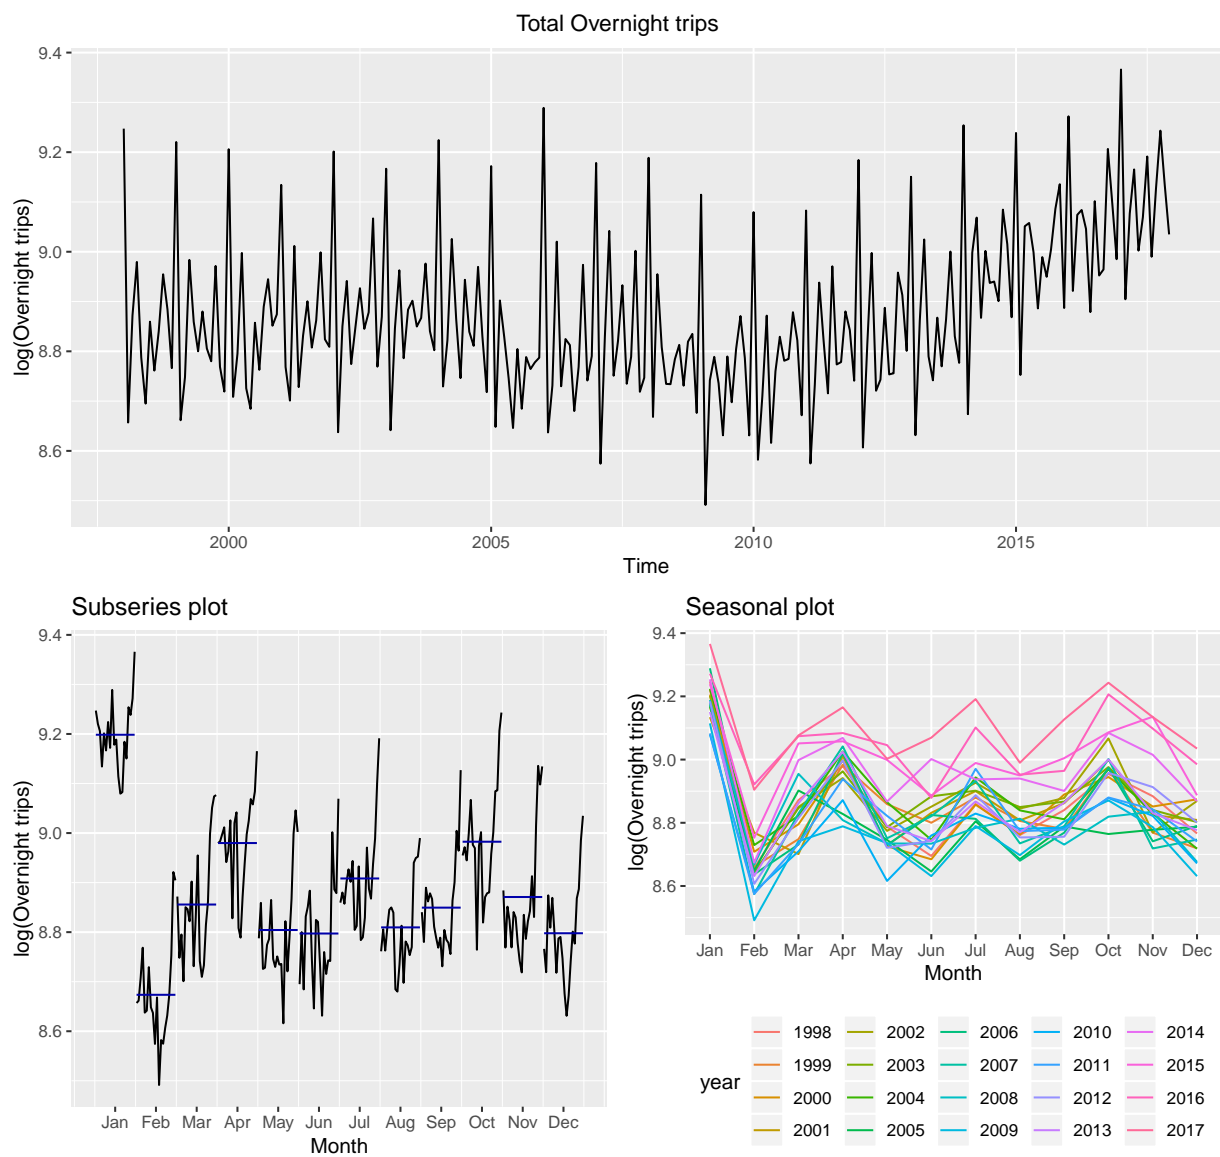 Total Overnight trips
log(Overnight trips)
9.4
9.2
9.0
8.8
8.6
2000 2005 2010 2015
Time
Subseries plot
log(Overnight trips)
9.4
9.2
9.0
8.8
8.6
Jan Feb Mar Apr May Jun Jul Aug Sep Oct Nov Dec
Month
Seasonal plot
log(Overnight trips)
9.4
9.2
9.0
8.8
8.6
Jan Feb Mar Apr May Jun Jul Aug Sep Oct Nov Dec
Month
year
1998 2002 2006 2010 2014
1999 2003 2007 2011 2015
2000 2004 2008 2012 2016
2001 2005 2009 2013 2017